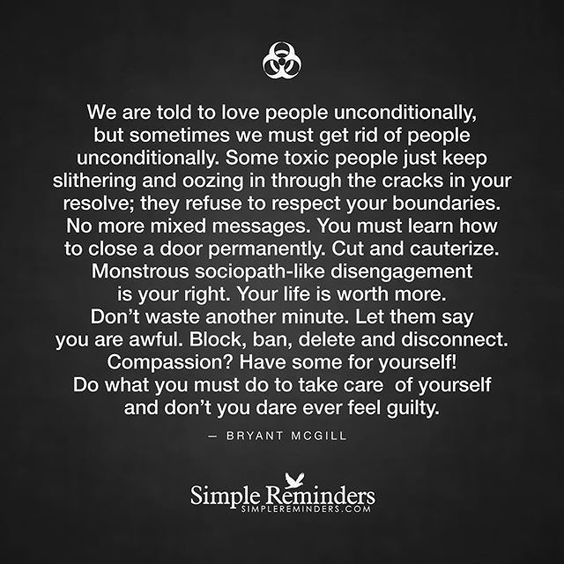 We are told to love people unconditionally,
but sometimes we must get rid of people
unconditionally. Some toxic people just keep
slithering and oozing in through the cracks in your
resolve; they refuse to respect your boundaries.
No more mixed messages. You must learn how
to close a door permanently. Cut and cauterize.
Monstrous sociopath-like disengagement
is your right. Your life is worth more.
Don’t waste another minute. Let them say
you are awful. Block, ban, delete and disconnect.
Compassion? Have some for yourself!
Do what you must do to take care of yourself
and don’t you dare ever feel guilty.
— BRYANT MCGILL
Simple Reminders
SIMPLEREMINDERS.COM